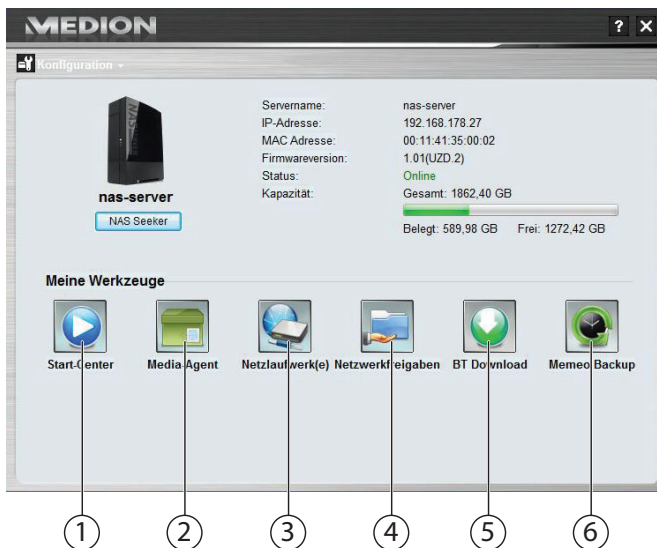 MEDION
? X
Konfiguration
NAS
Servername: nas-server
IP-Adresse: 192.168.178.27
MAC Adresse: 00:11:41:35:00:02
Firmwareversion: 1.01(UZD.2)
Status: Online
Kapazität: Gesamt: 1862,40 GB
nas-server
NAS Seeker
Belegt: 589,98 GB Frei: 1272,42 GB
Meine Werkzeuge
Start-Center Media-Agent Netzlaufwerk(e) Netzwerkfreigaben BT Download Memeo Backup
1 2 3 4 5 6